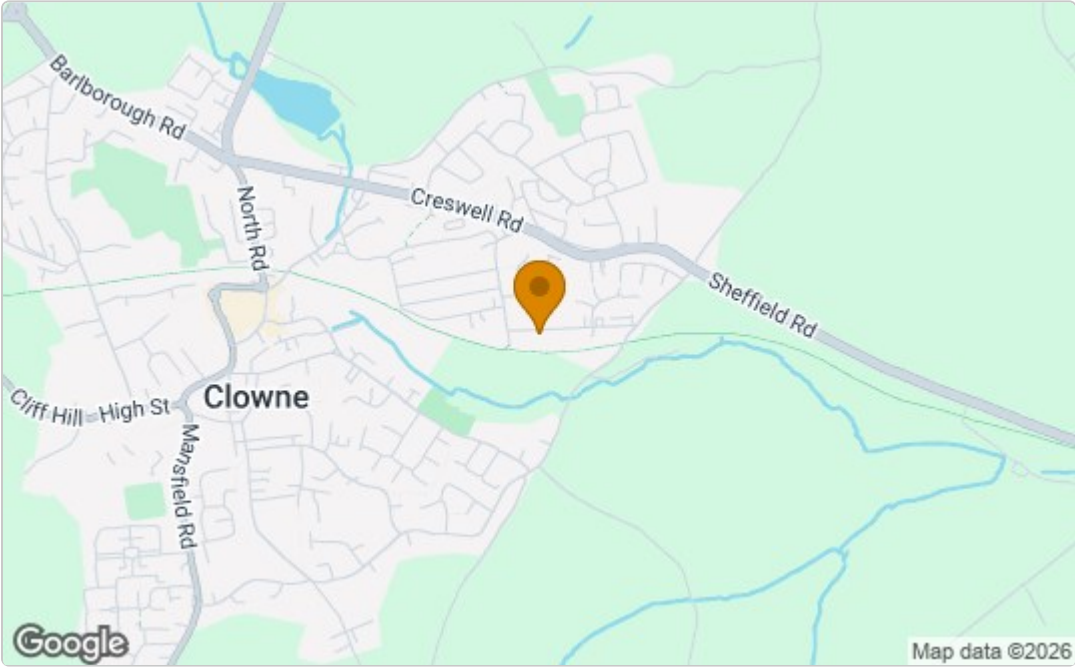 Barlborough Rd
North Rd
Creswell Rd
Sheffield Rd
Clowne
Cliff Hill
High St
Mansfield Rd
Google
Map data ©2026